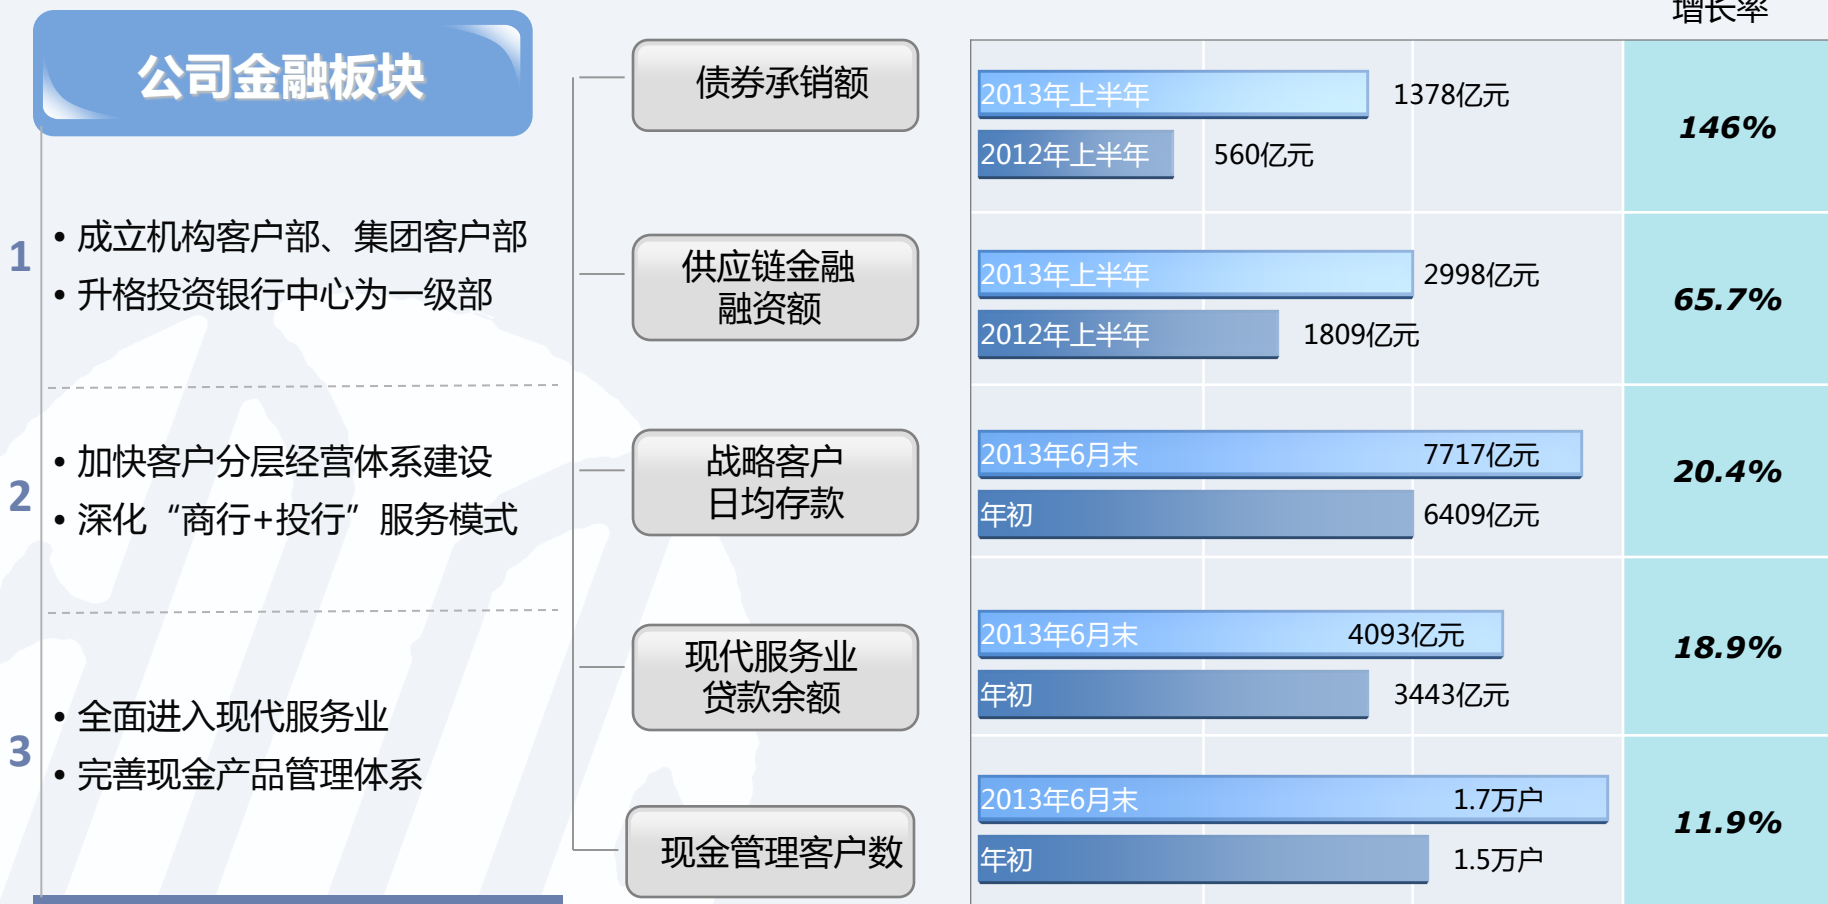 增长率
公司金融板块
1
• 成立机构客户部、集团客户部
• 升格投资银行中心为一级部
2
• 加快客户分层经营体系建设
• 深化“商行+投行”服务模式
3
• 全面进入现代服务业
• 完善现金产品管理体系
债券承销额
2013年上半年 1378亿元
2012年上半年 560亿元
146%
供应链金融
融资额
2013年上半年 2998亿元
2012年上半年 1809亿元
65.7%
战略客户
日均存款
2013年6月末 7717亿元
年初 6409亿元
20.4%
现代服务业
贷款余额
2013年6月末 4093亿元
年初 3443亿元
18.9%
现金管理客户数
2013年6月末 1.7万户
年初 1.5万户
11.9%